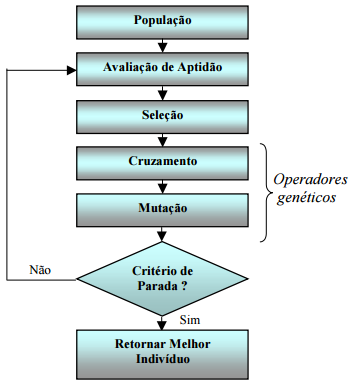 População
Avaliação de Aptidão
Seleção
Cruzamento
Operadores
genéticos
Mutação
Critério de
Parada ?
Não
Sim
Retornar Melhor
Indivíduo